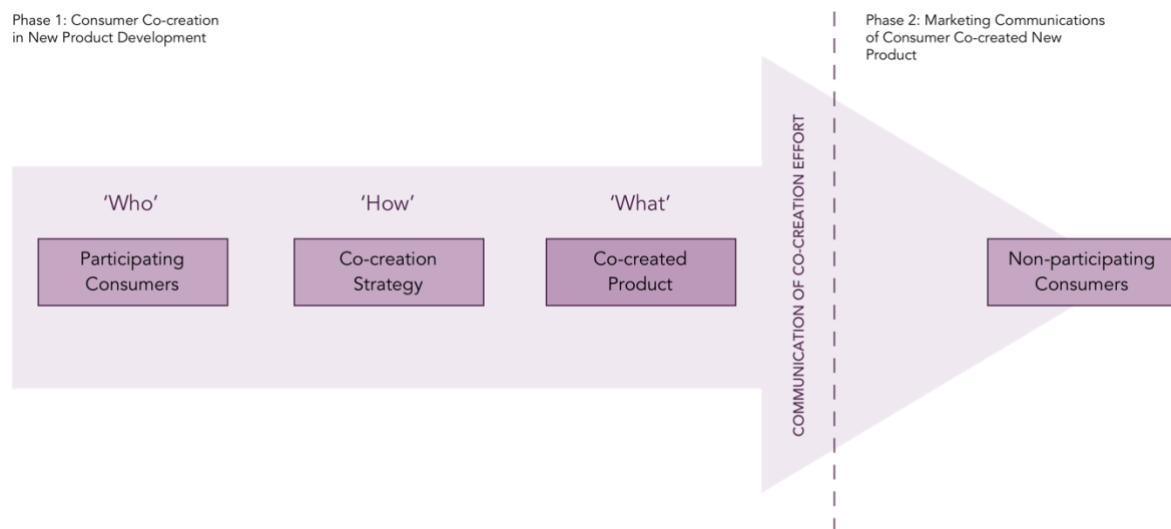 Phase 1: Consumer Co-creation
in New Product Development
Phase 2: Marketing Communications
of Consumer Co-created New
Product
‘Who’
Participating
Consumers
‘How’
Co-creation
Strategy
‘What’
Co-created
Product
COMMUNICATION OF CO-CREATION EFFORT
Non-participating
Consumers